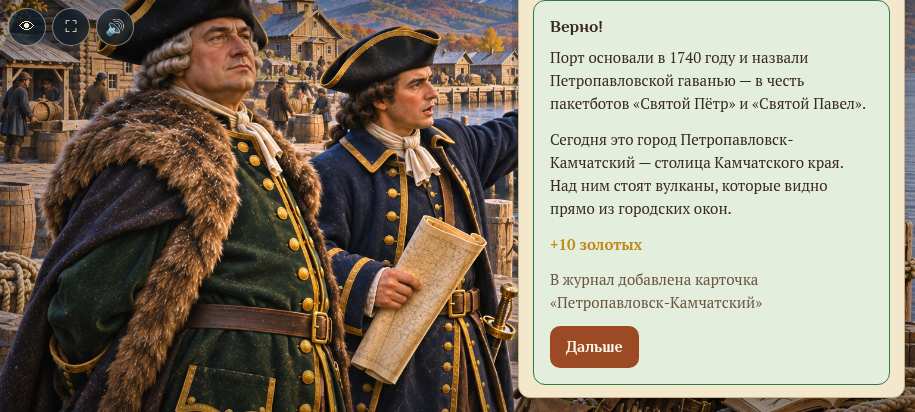 Верно!
Порт основали в 1740 году и назвали
Петропавловской гаванью — в честь
пакетботов «Святой Пётр» и «Святой Павел».
Сегодня это город Петропавловск-
Камчатский — столица Камчатского края.
Над ним стоят вулканы, которые видно
прямо из городских окон.
+10 золотых
В журнал добавлена карточка
«Петропавловск-Камчатский»
Дальше